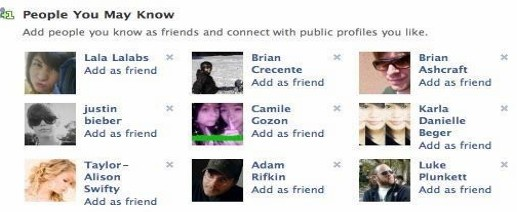 People You May Know
Add people you know as friends and connect with public profiles you like.
Lala Lalabs
Add as friend
Brian
Crecente
Add as friend
Brian
Ashcraft
Add as friend
justin
bieber
Add as friend
Camile
Gozon
Add as friend
Karla
Danielle
Beger
Add as friend
Taylor-
Alison
Swifty
Add as friend
Adam
Rifkin
Add as friend
Luke
Plunkett
Add as friend